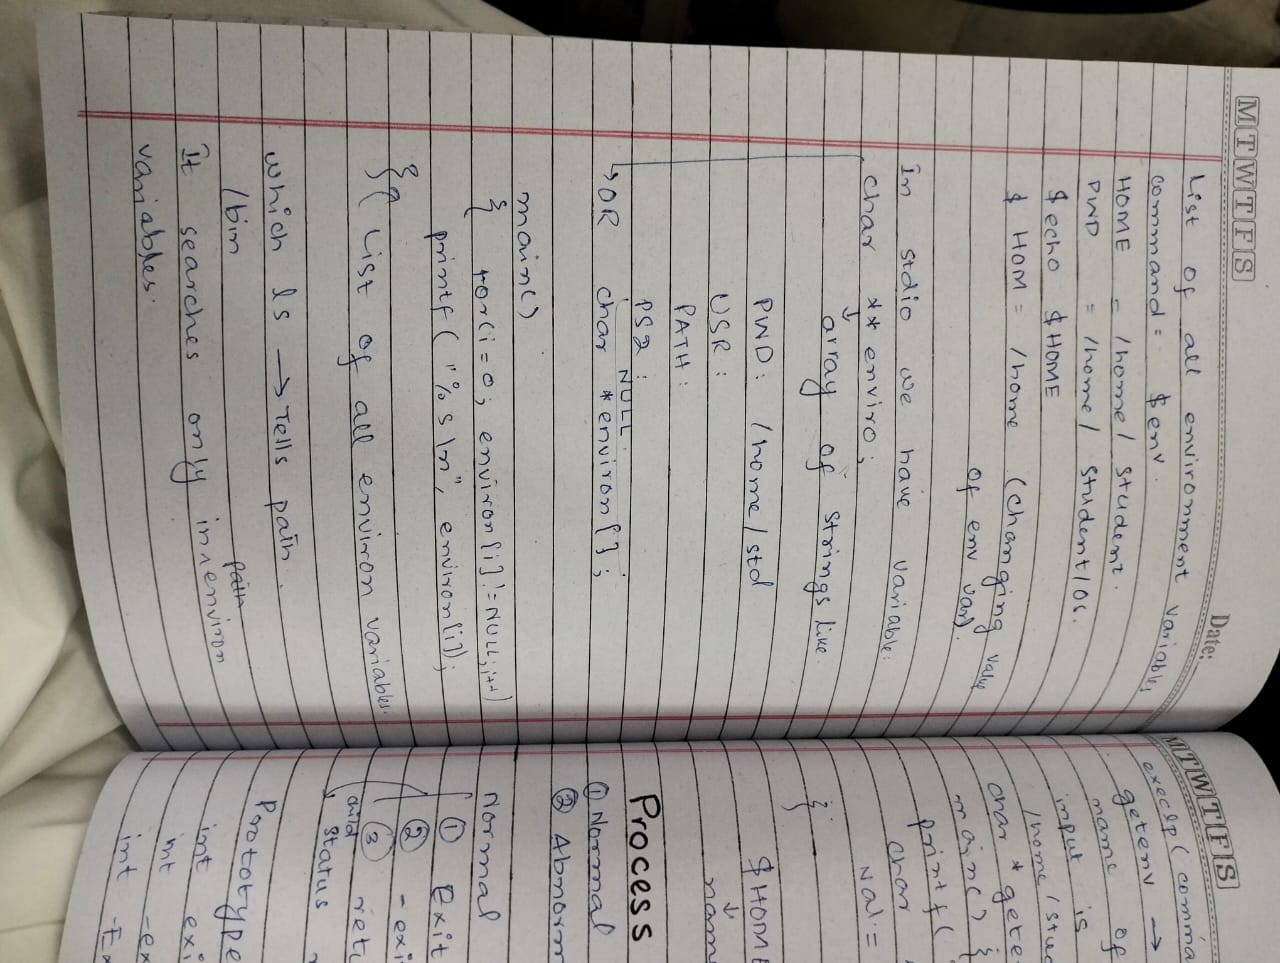 MTWTFS
Date:
List of all environment variables
command = $env.
HOME = /home/student.
PWD = /home/student/OS.
$echo $HOME
$ HOM = /home (changing value
of env var).
In stdio we have variable:
char **enviro;
array of strings like.
PWD: /home/std
USR:
PATH:
PS2:
NULL.
OR char *environ[];
main()
{ for(i=0; environ[i]!=NULL;i++)
printf("%s\n", environ[i]);
}
(List of all environ variables.
which ls → Tells path.
/bin
path
It searches only in environ
variables.
MTWTFS
execlp(comma
getenv →
name of
input is
/home/stu
char *gete
main() {
printf(
char
val =
}
$HOME
↓
nam
Process
① Normal
② Abnorm
Normal
① Exit
② -exi
③ retu
child status
Prototype
int exi
int -ex
int -Ex